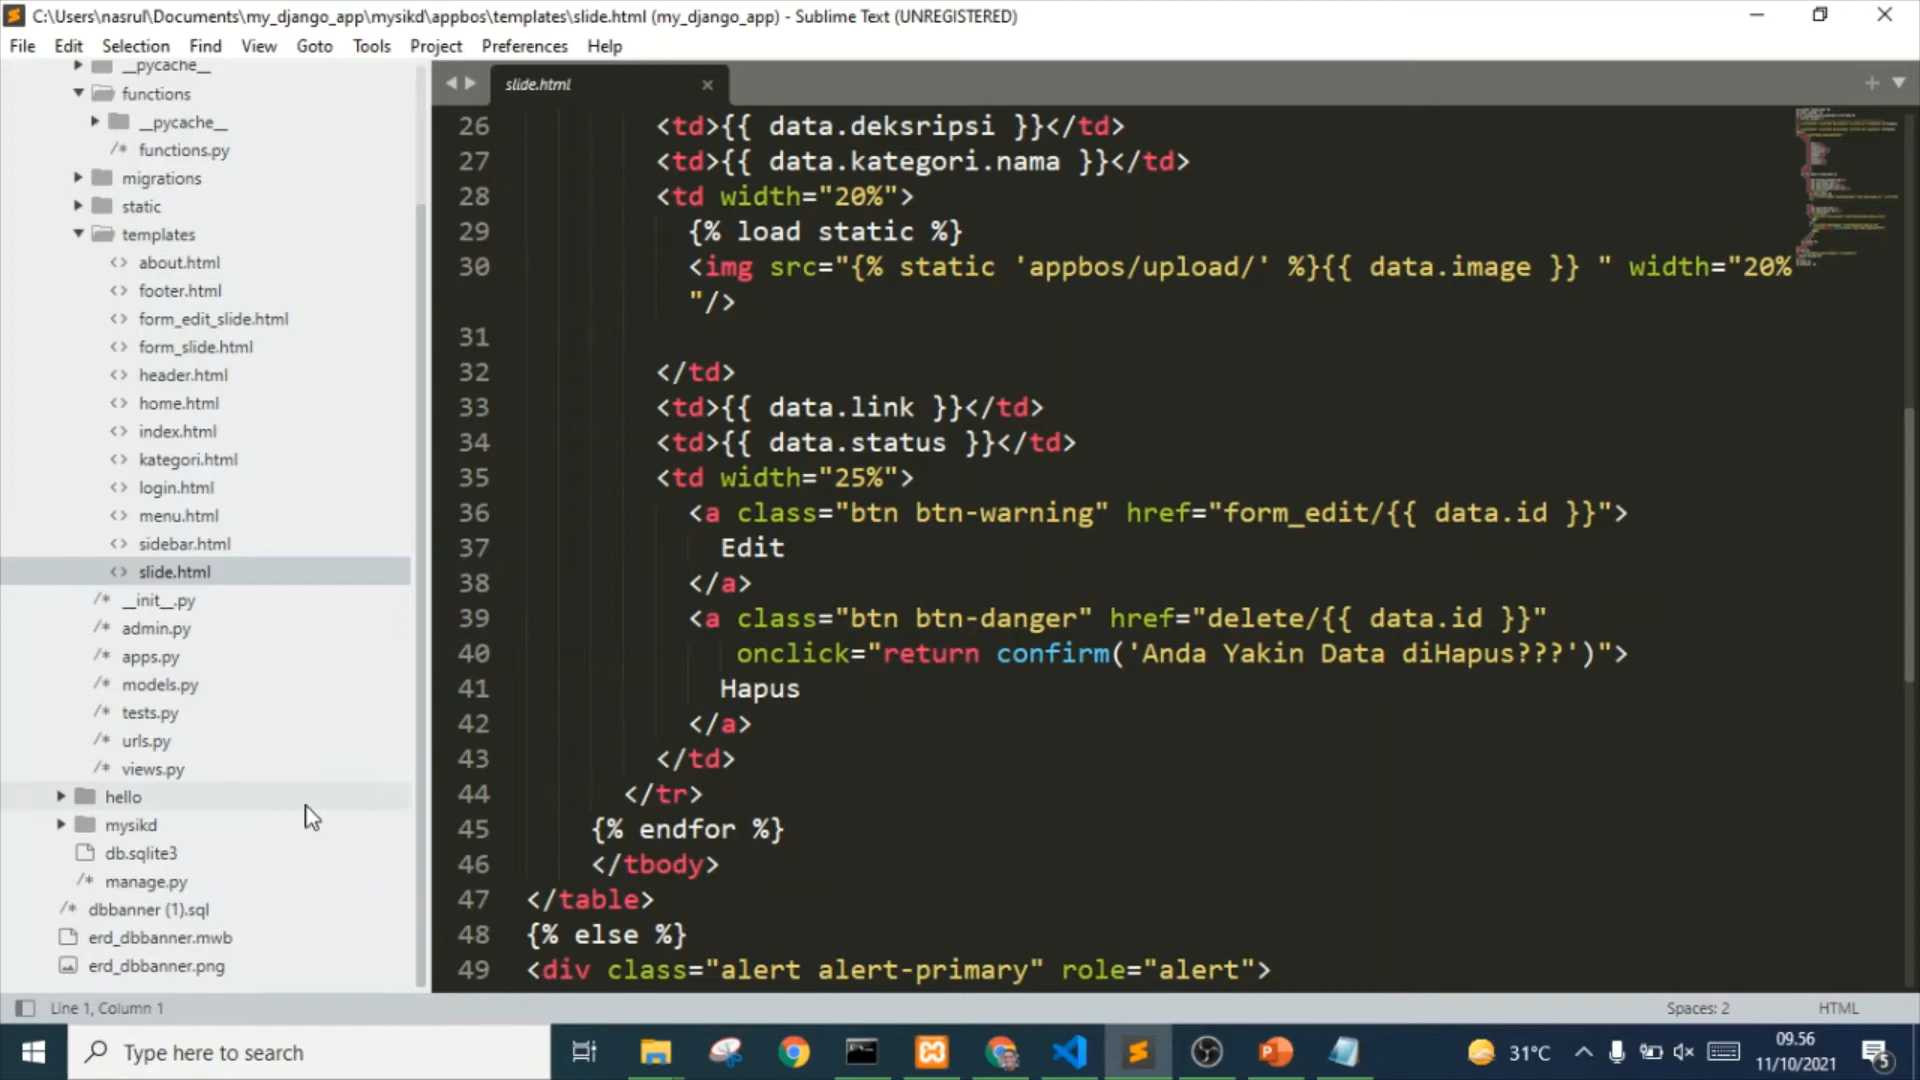 C:\Users\nasrul\Documents\my_django_app\mysikd\appbos\templates\slide.html (my_django_app) - Sublime Text (UNREGISTERED)
File Edit Selection Find View Goto Tools Project Preferences Help
__pycache__
functions
__pycache__
/* functions.py
migrations
static
templates
<> about.html
<> footer.html
<> form_edit_slide.html
<> form_slide.html
<> header.html
<> home.html
<> index.html
<> kategori.html
<> login.html
<> menu.html
<> sidebar.html
<> slide.html
/* __init__.py
/* admin.py
/* apps.py
/* models.py
/* tests.py
/* urls.py
/* views.py
hello
mysikd
db.sqlite3
/* manage.py
/* dbbanner (1).sql
erd_dbbanner.mwb
erd_dbbanner.png
slide.html
26 <td>{{ data.deksripsi }}</td>
27 <td>{{ data.kategori.nama }}</td>
28 <td width="20%">
29 {% load static %}
30 <img src="{% static 'appbos/upload/' %}{{ data.image }} " width="20%
"/>
31
32 </td>
33 <td>{{ data.link }}</td>
34 <td>{{ data.status }}</td>
35 <td width="25%">
36 <a class="btn btn-warning" href="form_edit/{{ data.id }}">
37 Edit
38 </a>
39 <a class="btn btn-danger" href="delete/{{ data.id }}"
40 onclick="return confirm('Anda Yakin Data diHapus???')">
41 Hapus
42 </a>
43 </td>
44 </tr>
45 {% endfor %}
46 </tbody>
47 </table>
48 {% else %}
49 <div class="alert alert-primary" role="alert">
Line 1, Column 1
Spaces: 2
HTML
Type here to search
31°C
09.56
11/10/2021
5